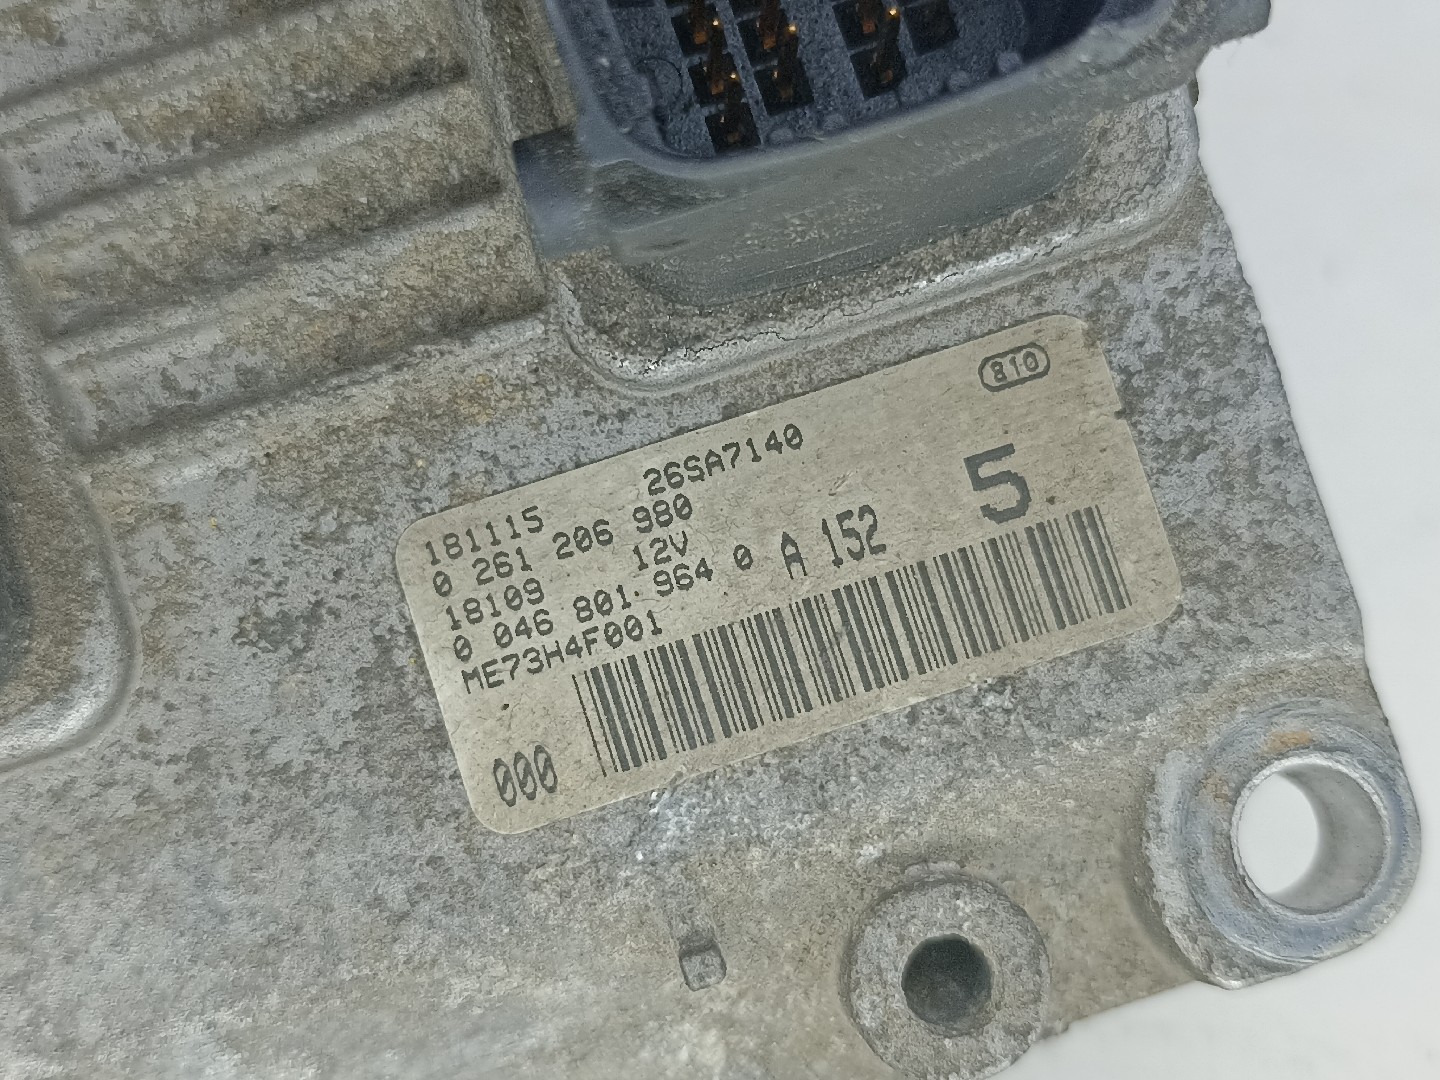 810
181115 26SA7140
0 261 206 980
18109 12V
0 046 801.964 0 A 152 5.
ME73H4F001
000